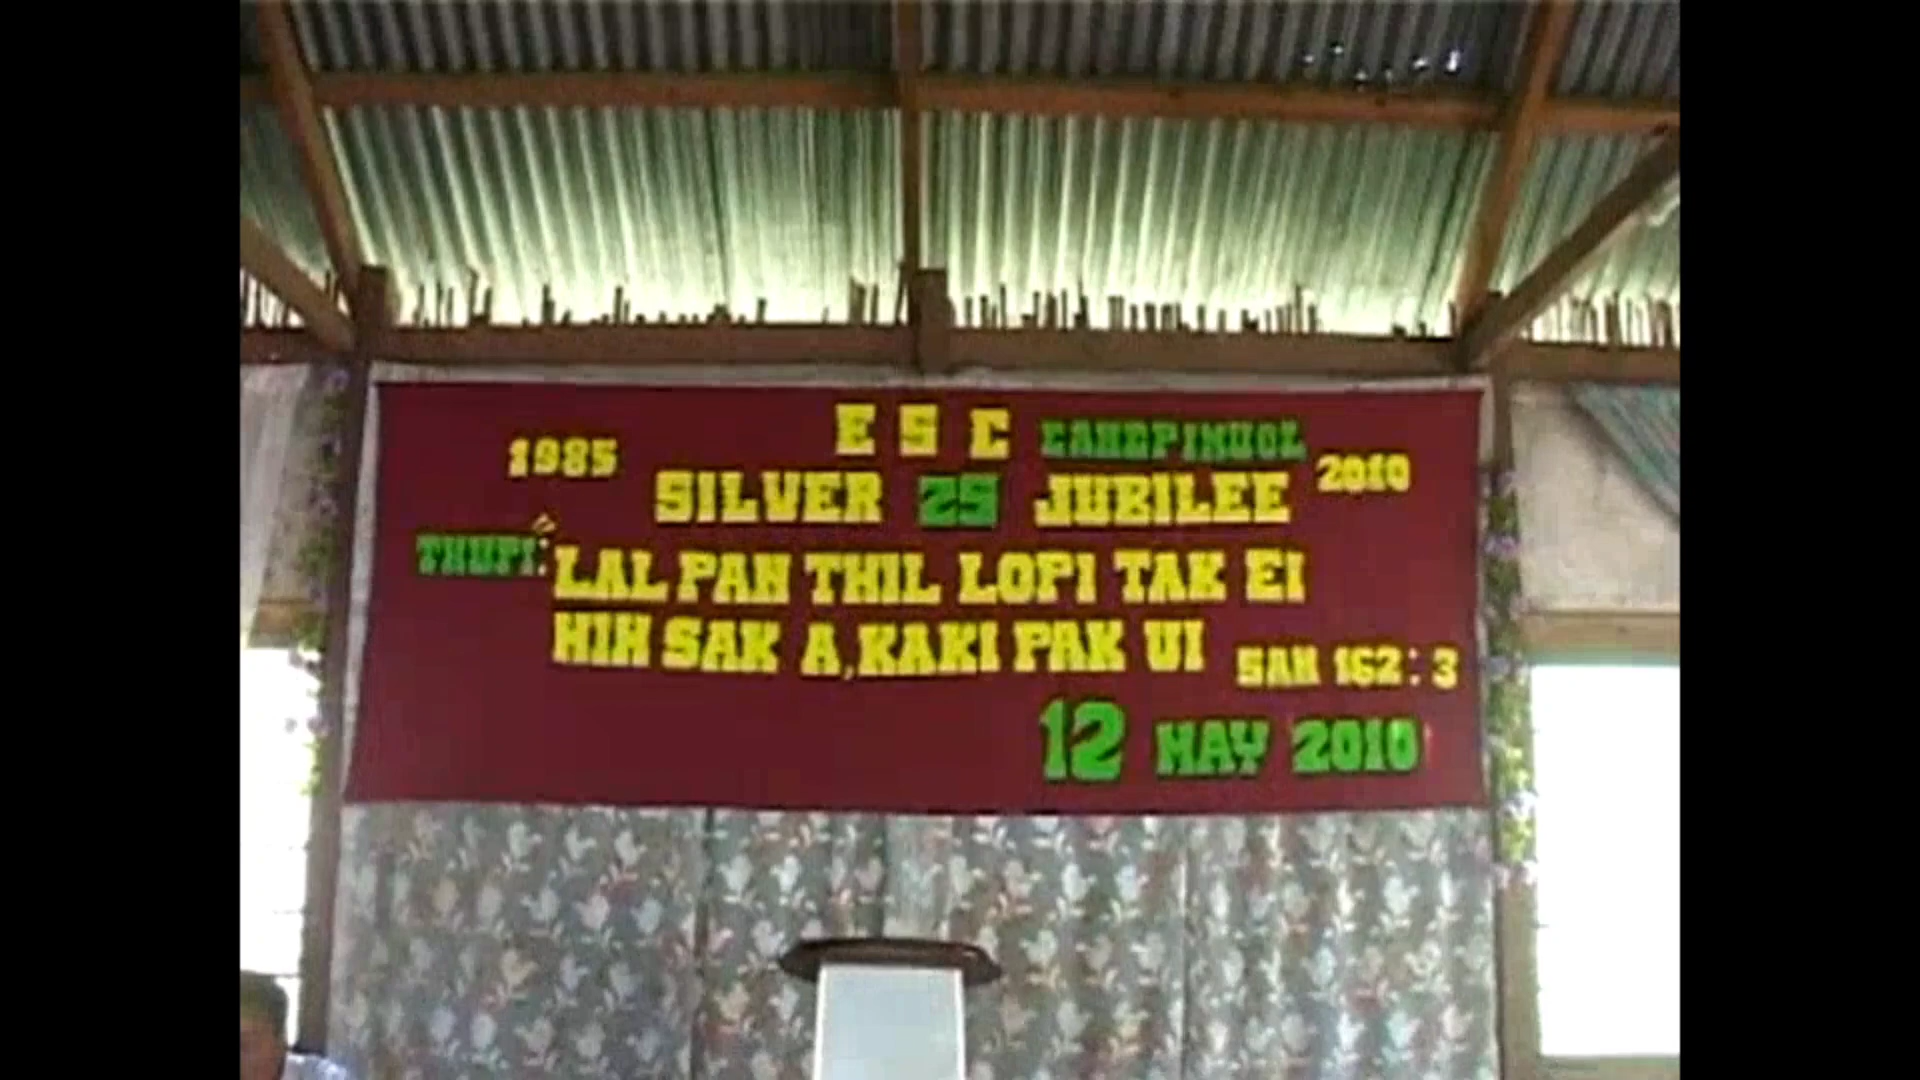 E S C
1985 SILVER 25 JUBILEE 2010
THUPI: LAL PAN THIL LOPI TAK EI
HIH SAK A, KAKI PAK UI SAM 162:3
12 MAY 2010